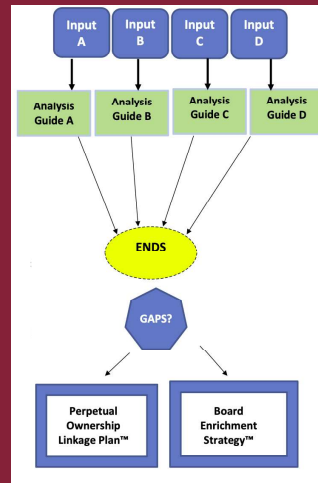 Input
A
Input
B
Input
C
Input
D
Analysis
Guide A
Analysis
Guide B
Analysis
Guide C
Analysis
Guide D
ENDS
GAPS?
Perpetual
Ownership
Linkage Plan™
Board
Enrichment
Strategy™